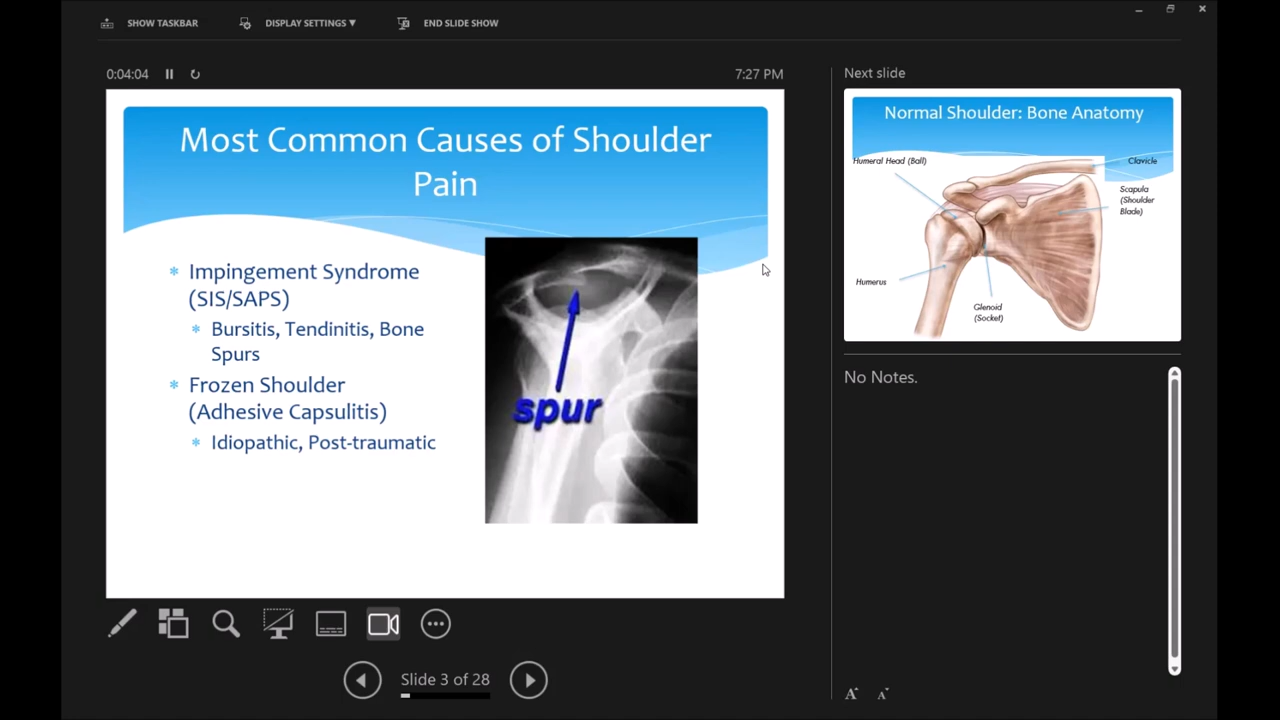 SHOW TASKBAR
DISPLAY SETTINGS ▼
END SLIDE SHOW
0:04:04
7:27 PM
Most Common Causes of Shoulder
Pain
* Impingement Syndrome
(SIS/SAPS)
* Bursitis, Tendinitis, Bone
Spurs
* Frozen Shoulder
(Adhesive Capsulitis)
* Idiopathic, Post-traumatic
spur
Slide 3 of 28
Next slide
Normal Shoulder: Bone Anatomy
Humeral Head (Ball)
Clavicle
Scapula
(Shoulder
Blade)
Humerus
Glenoid
(Socket)
No Notes.
A
A